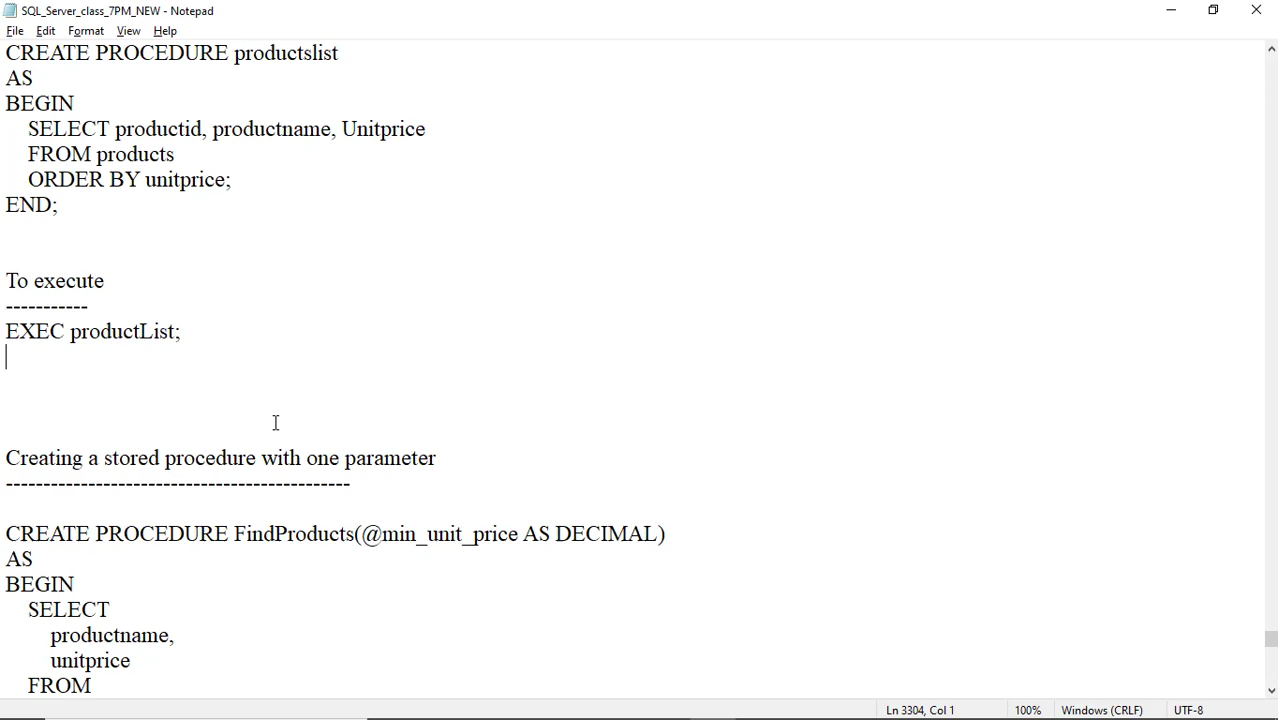 SQL_Server_class_7PM_NEW - Notepad
File Edit Format View Help
CREATE PROCEDURE productslist
AS
BEGIN
SELECT productid, productname, Unitprice
FROM products
ORDER BY unitprice;
END;
To execute
-----------
EXEC productList;
Creating a stored procedure with one parameter
----------------------------------------------
CREATE PROCEDURE FindProducts(@min_unit_price AS DECIMAL)
AS
BEGIN
SELECT
productname,
unitprice
FROM
Ln 3304, Col 1 100% Windows (CRLF) UTF-8